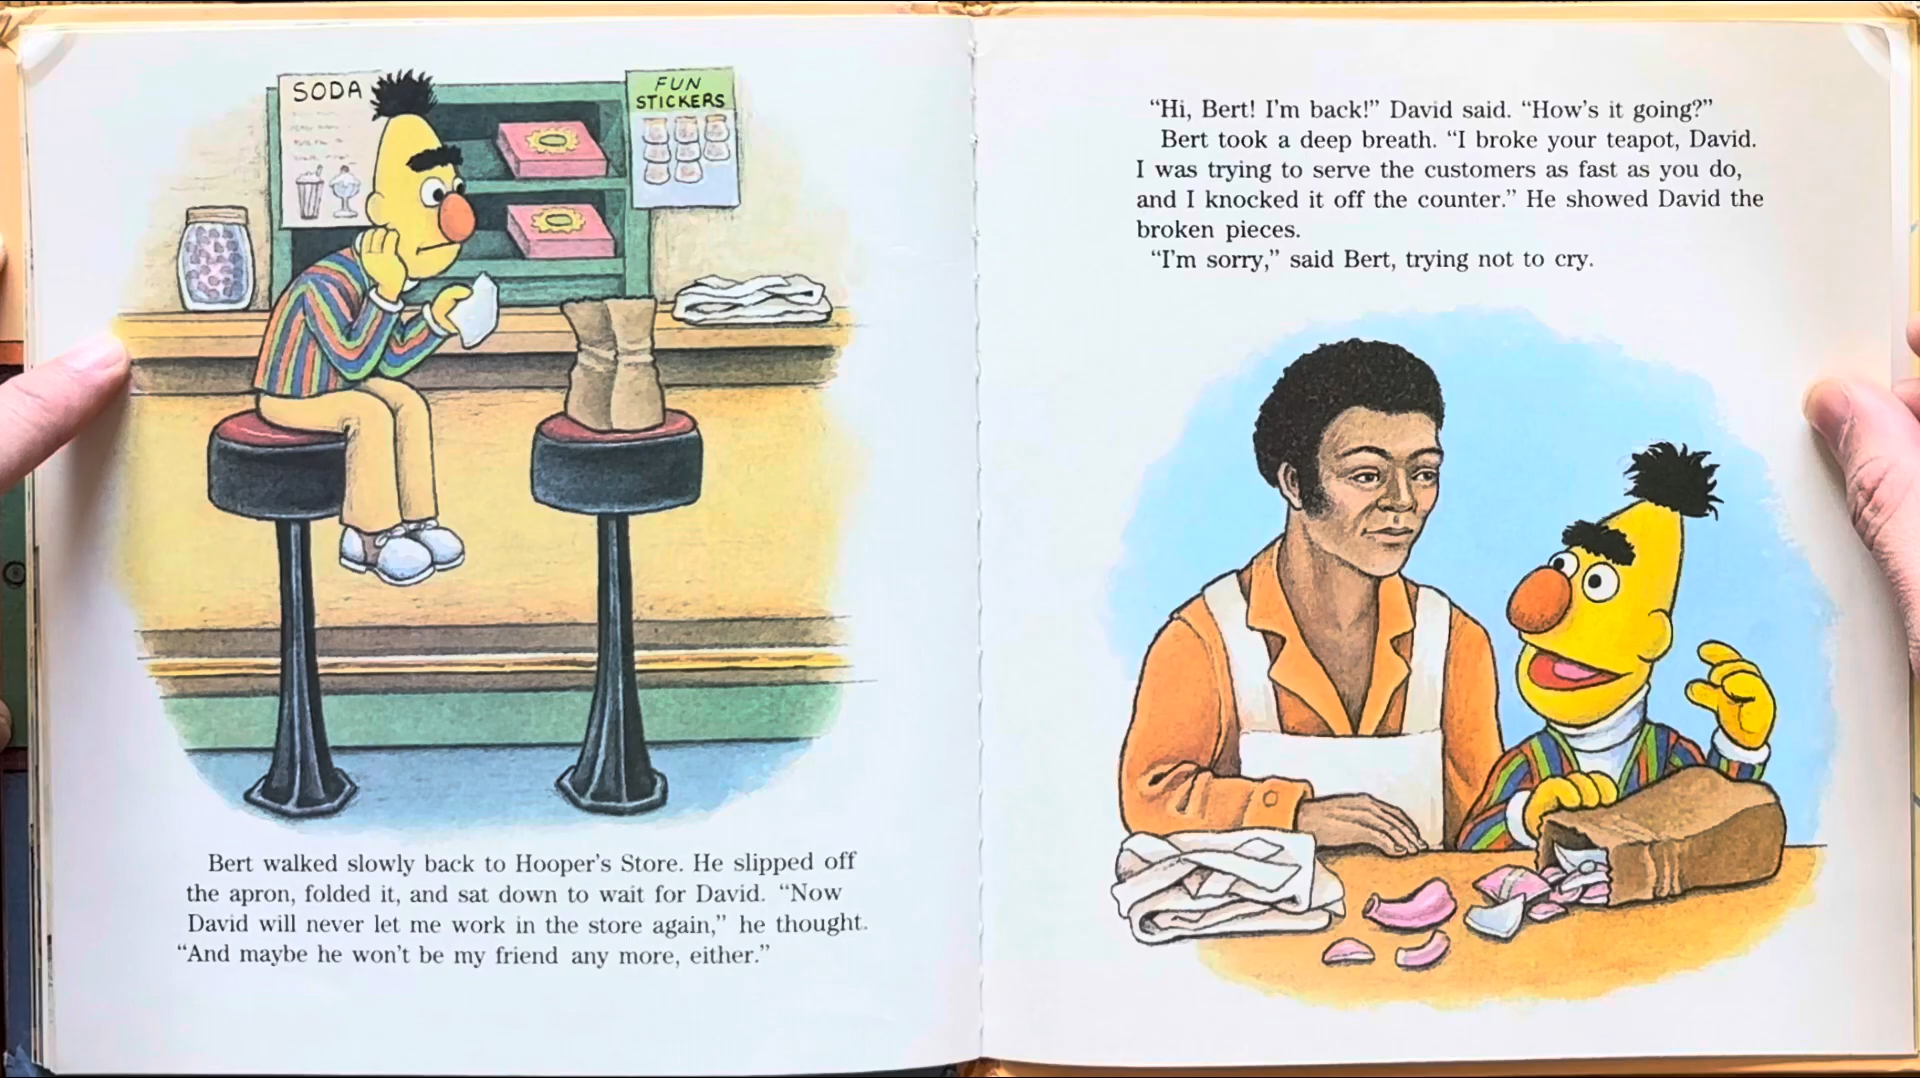 SODA
FUN
STICKERS
Bert walked slowly back to Hooper's Store. He slipped off
the apron, folded it, and sat down to wait for David. “Now
David will never let me work in the store again,” he thought.
“And maybe he won't be my friend any more, either.”
“Hi, Bert! I'm back!” David said. “How's it going?”
Bert took a deep breath. “I broke your teapot, David.
I was trying to serve the customers as fast as you do,
and I knocked it off the counter.” He showed David the
broken pieces.
“I'm sorry,” said Bert, trying not to cry.